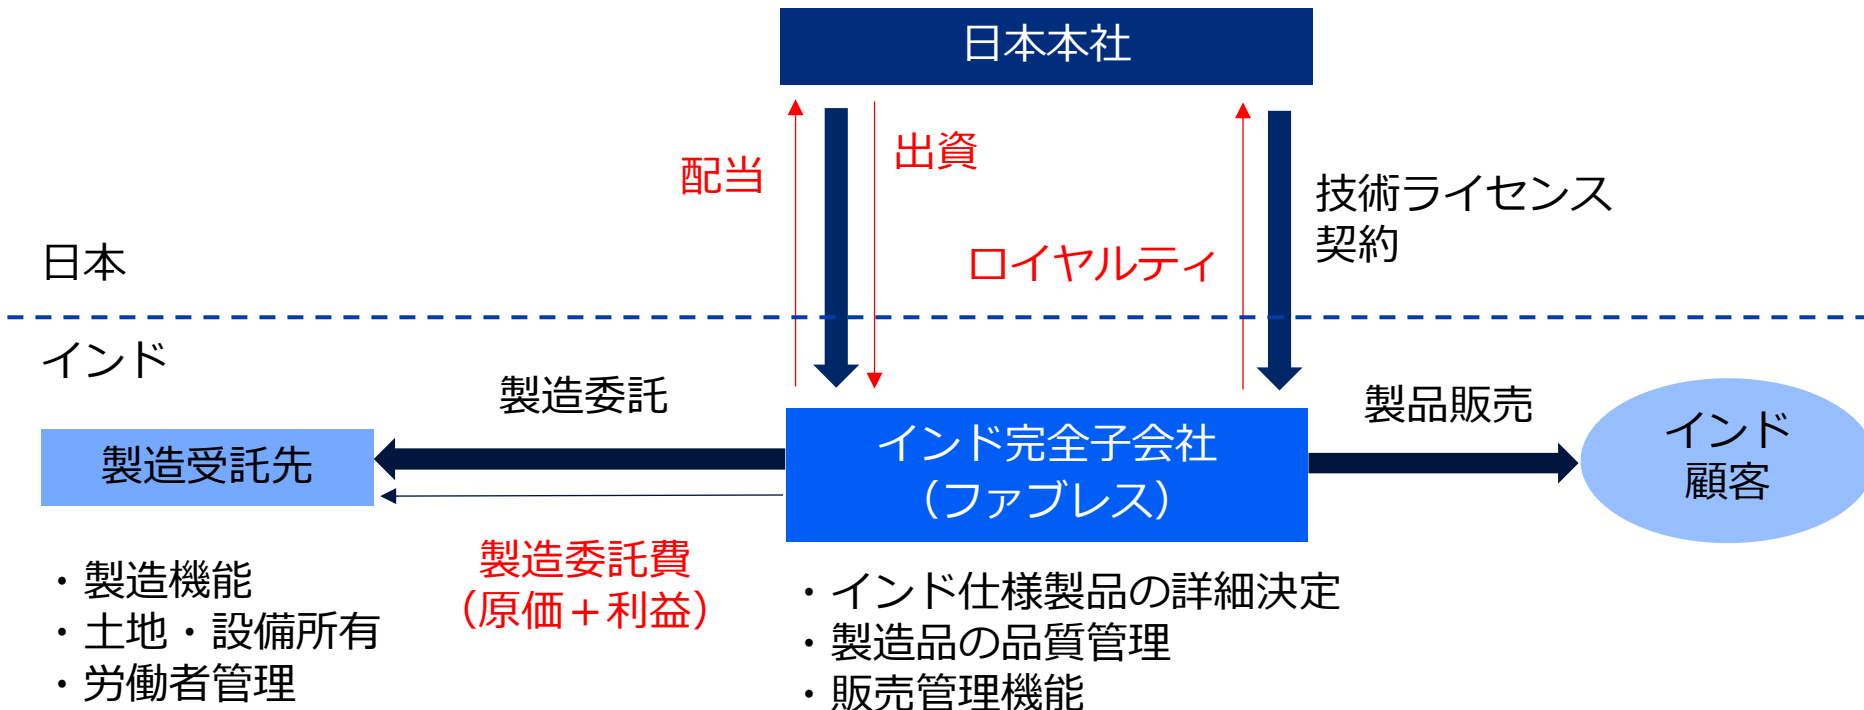 日本本社
配当
出資
技術ライセンス
契約
ロイヤルティ
日本
インド
製造委託
製品販売
製造受託先
インド完全子会社
（ファブレス）
インド
顧客
製造委託費
（原価＋利益）
・製造機能
・土地・設備所有
・労働者管理
・インド仕様製品の詳細決定
・製造品の品質管理
・販売管理機能